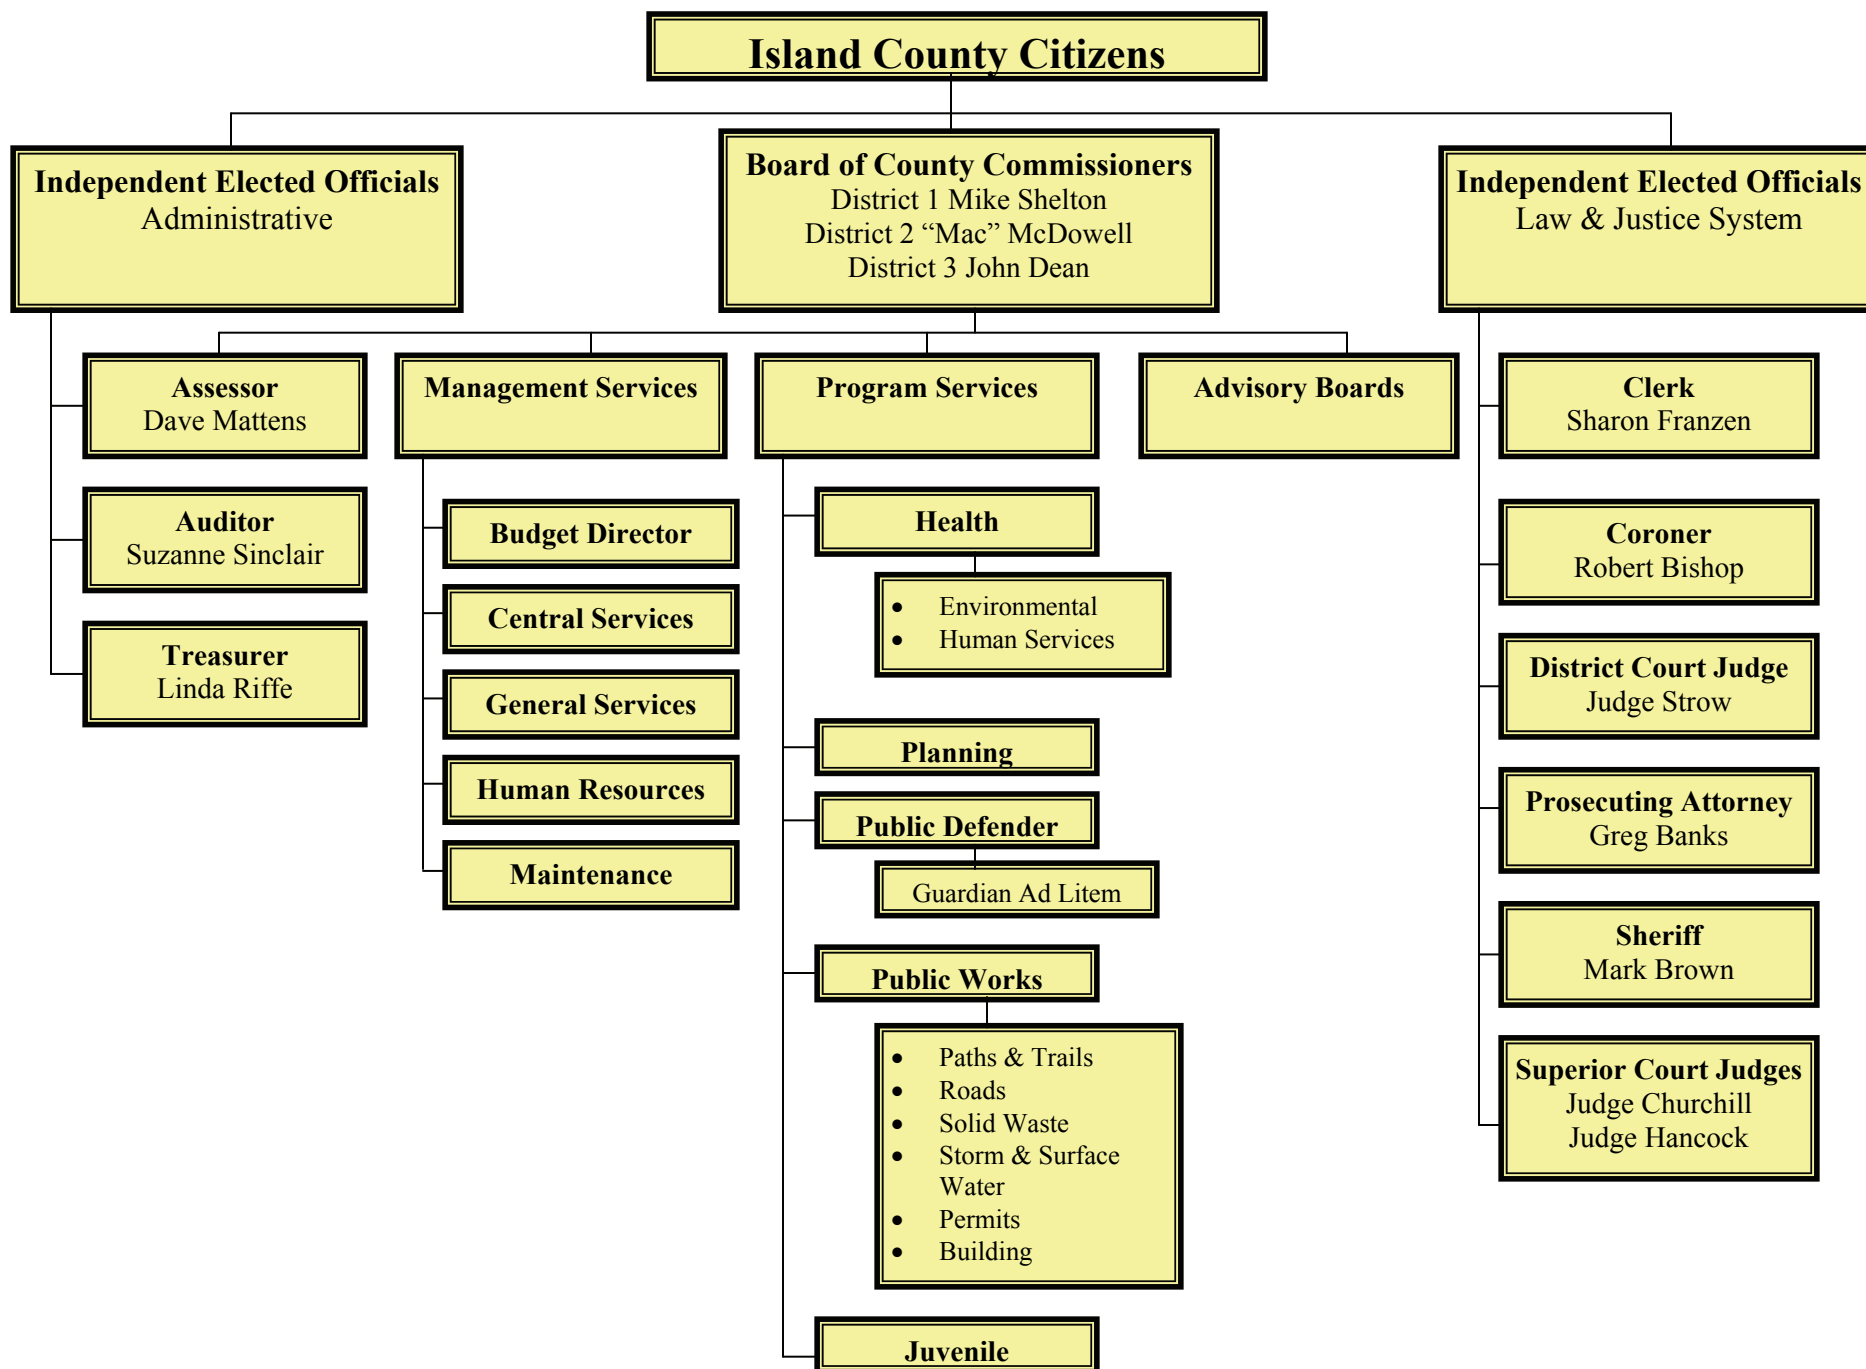 Island County Citizens
Independent Elected Officials
Administrative
Board of County Commissioners
District 1 Mike Shelton
District 2 “Mac” McDowell
District 3 John Dean
Independent Elected Officials
Law & Justice System
Assessor
Dave Mattens
Auditor
Suzanne Sinclair
Treasurer
Linda Riffe
Management Services
Budget Director
Central Services
General Services
Human Resources
Maintenance
Program Services
Health
• Environmental
• Human Services
Planning
Public Defender
Guardian Ad Litem
Public Works
• Paths & Trails
• Roads
• Solid Waste
• Storm & Surface
Water
• Permits
• Building
Juvenile
Advisory Boards
Clerk
Sharon Franzen
Coroner
Robert Bishop
District Court Judge
Judge Strow
Prosecuting Attorney
Greg Banks
Sheriff
Mark Brown
Superior Court Judges
Judge Churchill
Judge Hancock